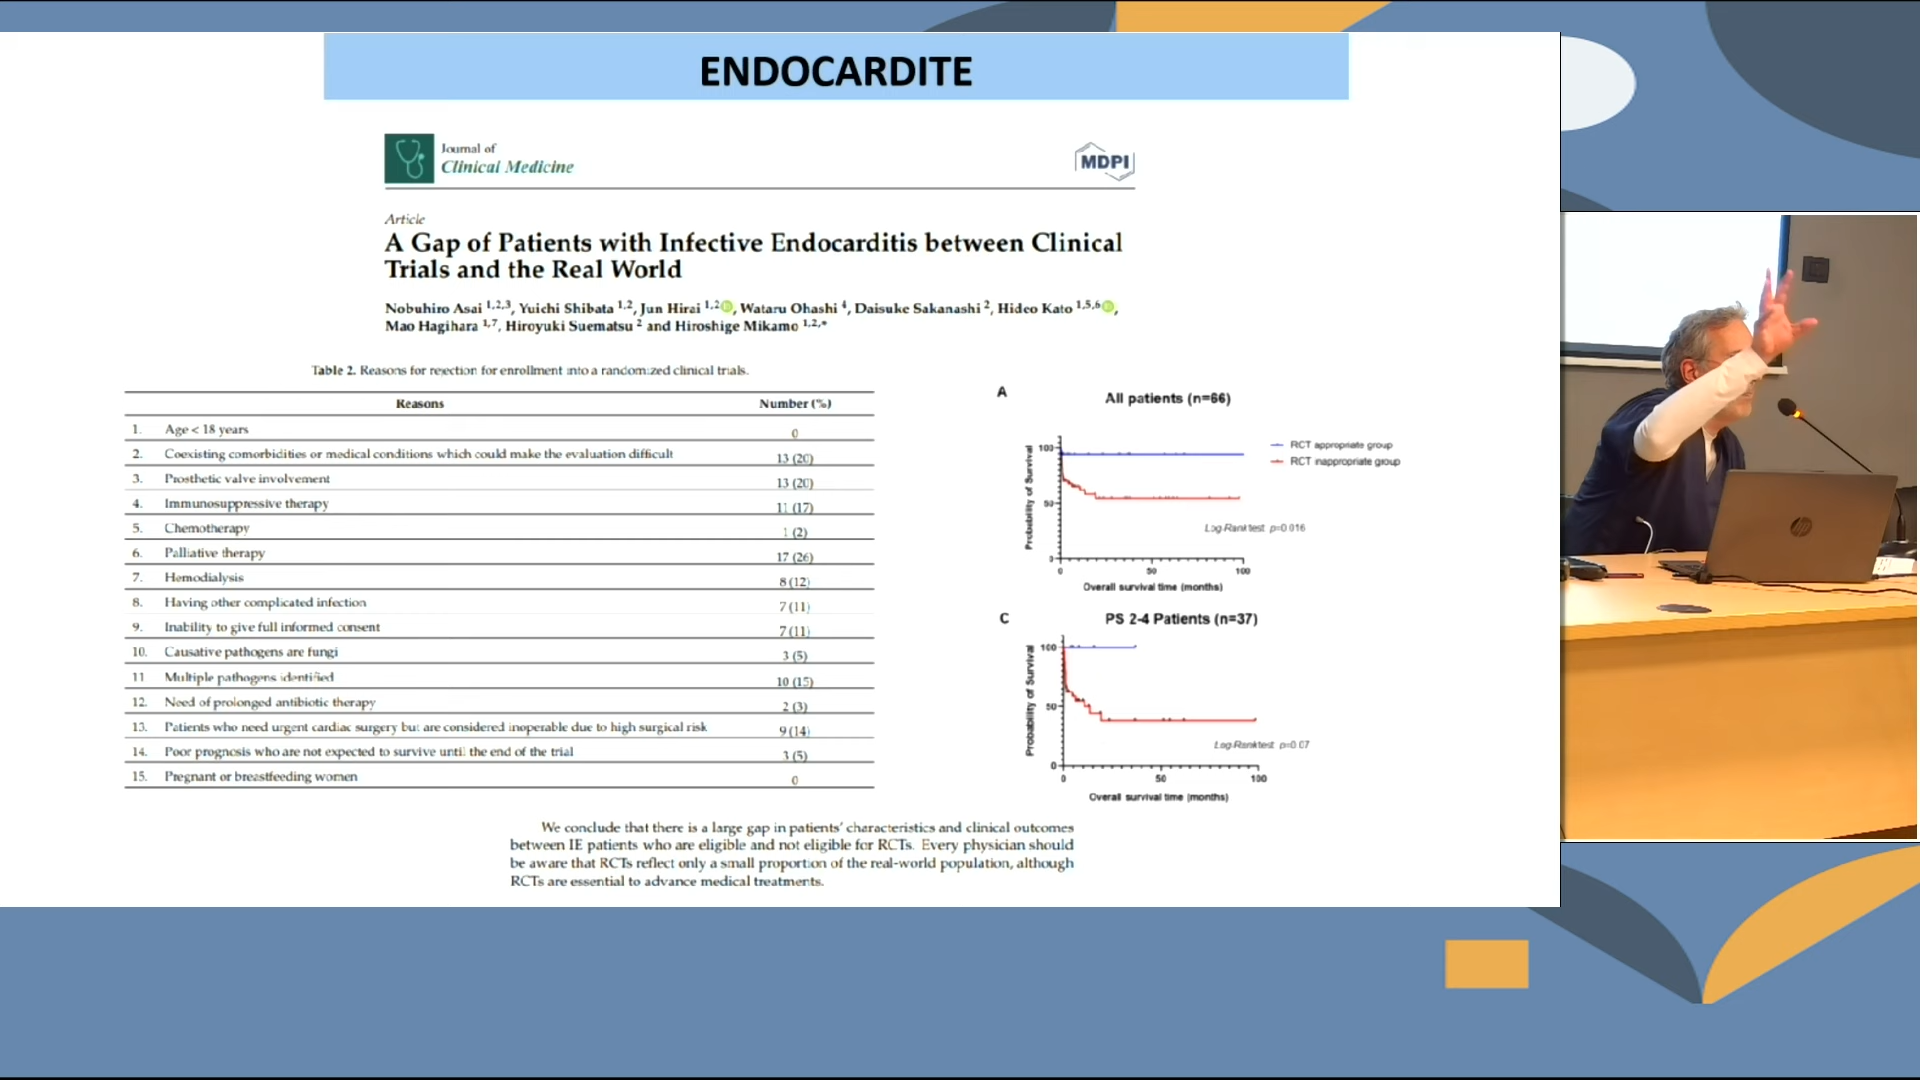 ENDOCARDITE
Journal of
Clinical Medicine
MDPI
Article
A Gap of Patients with Infective Endocarditis between Clinical
Trials and the Real World
Nobuhiro Asai 1,2,3, Yuichi Shibata 1,2, Jun Hirai 1,2, Wataru Ohashi 4, Daisuke Sakanashi 2, Hideo Kato 1,5,6,
Mao Hagihara 1,7, Hiroyuki Suematsu 2 and Hiroshige Mikamo 1,2,*
Table 2. Reasons for rejection for enrollment into a randomized clinical trials.
Reasons Number (%)
1. Age < 18 years 0
2. Coexisting comorbidities or medical conditions which could make the evaluation difficult 13 (20)
3. Prosthetic valve involvement 13 (20)
4. Immunosuppressive therapy 11 (17)
5. Chemotherapy 1 (2)
6. Palliative therapy 17 (26)
7. Hemodialysis 8 (12)
8. Having other complicated infection 7 (11)
9. Inability to give full informed consent 7 (11)
10. Causative pathogens are fungi 3 (5)
11 Multiple pathogens identified 10 (15)
12. Need of prolonged antibiotic therapy 2 (3)
13. Patients who need urgent cardiac surgery but are considered inoperable due to high surgical risk 9 (14)
14. Poor prognosis who are not expected to survive until the end of the trial 3 (5)
15. Pregnant or breastfeeding women 0
A
All patients (n=66)
Probability of Survival
100
50
0
0 50 100
Overall survival time (months)
RCT appropriate group
RCT inappropriate group
Log-Rank test p=0.016
C
PS 2-4 Patients (n=37)
Probability of Survival
100
50
0
0 50 100
Overall survival time (months)
Log-Rank test p=0.07
We conclude that there is a large gap in patients' characteristics and clinical outcomes
between IE patients who are eligible and not eligible for RCTs. Every physician should
be aware that RCTs reflect only a small proportion of the real-world population, although
RCTs are essential to advance medical treatments.
hp